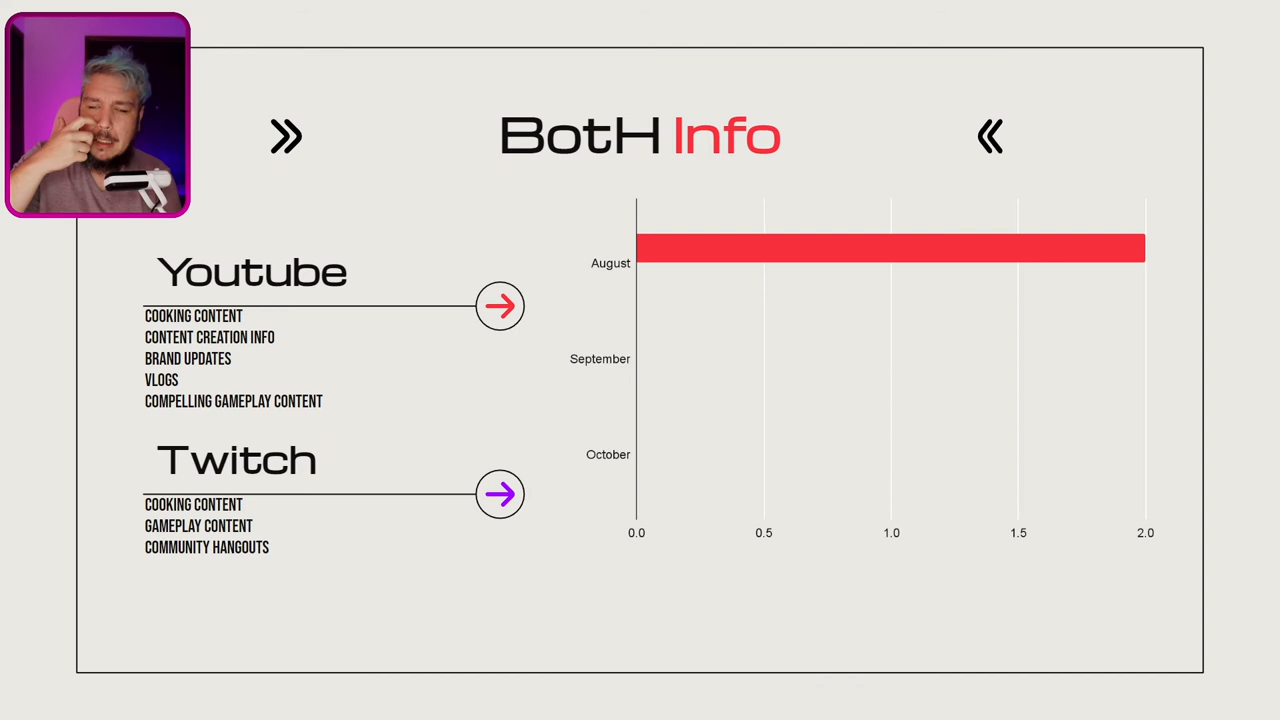 BotH Info
Youtube
COOKING CONTENT
CONTENT CREATION INFO
BRAND UPDATES
VLOGS
COMPELLING GAMEPLAY CONTENT
Twitch
COOKING CONTENT
GAMEPLAY CONTENT
COMMUNITY HANGOUTS
August
September
October
0.0 0.5 1.0 1.5 2.0